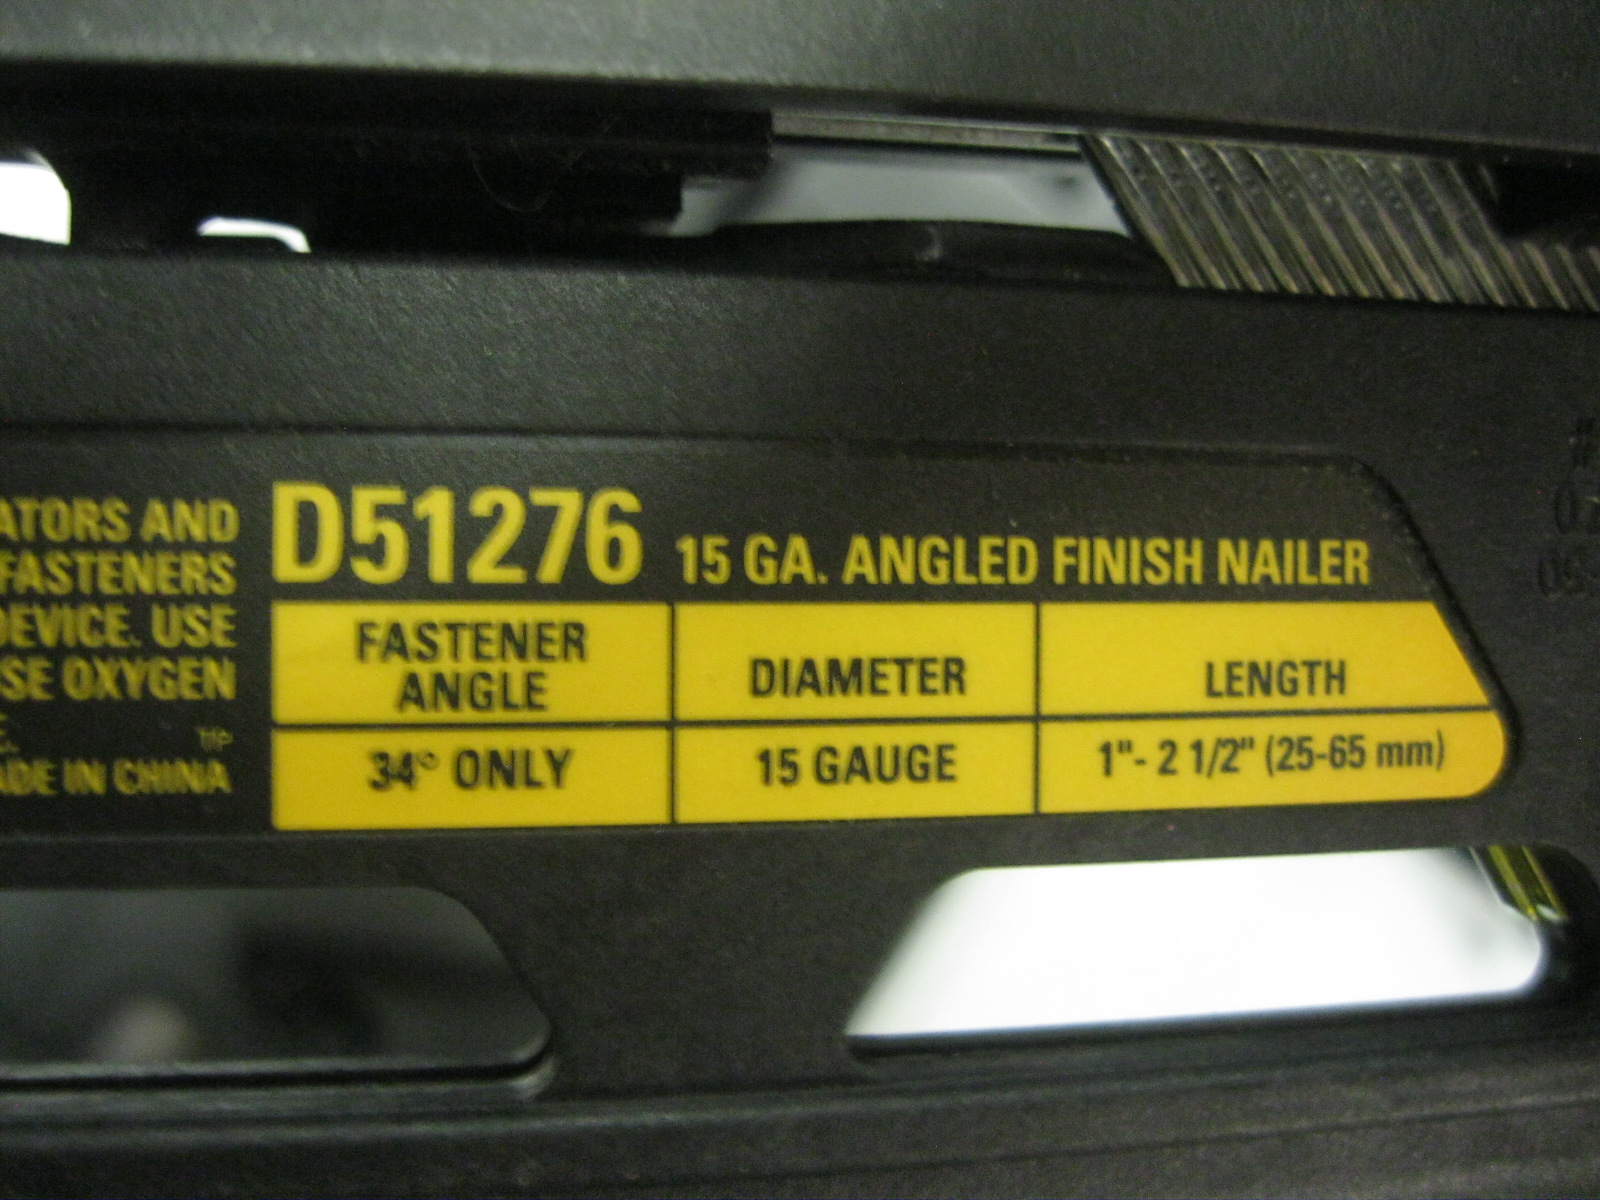 ATORS AND
FASTENERS
DEVICE. USE
SE OXYGEN
TP
ADE IN CHINA
D51276 15 GA. ANGLED FINISH NAILER
FASTENER ANGLE
DIAMETER
LENGTH
34° ONLY
15 GAUGE
1"- 2 1/2" (25-65 mm)